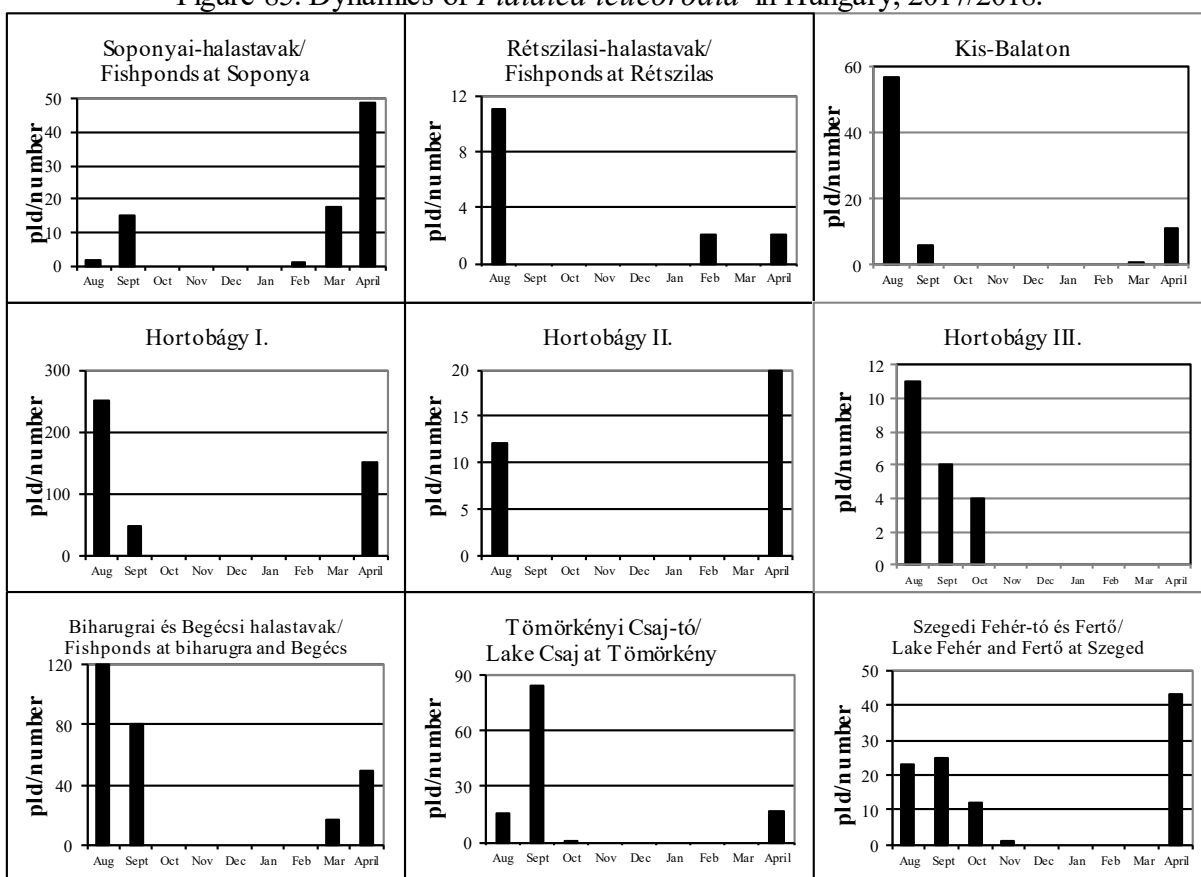 Figure 85. Dynamics of Platalea leucorodia in Hungary, 2017/2018.
Soponyai-halastavak/
Fishponds at Soponya
pld/number
50
40
30
20
10
0
Aug Sept Oct Nov Dec Jan Feb Mar April
Rétszilasi-halastavak/
Fishponds at Rétszilas
pld/number
12
8
4
0
Aug Sept Oct Nov Dec Jan Feb Mar April
Kis-Balaton
pld/number
60
40
20
0
Aug Sept Oct Nov Dec Jan Feb Mar April
Hortobágy I.
pld/number
300
200
100
0
Aug Sept Oct Nov Dec Jan Feb Mar April
Hortobágy II.
pld/number
20
15
10
5
0
Aug Sept Oct Nov Dec Jan Feb Mar April
Hortobágy III.
pld/number
12
10
8
6
4
2
0
Aug Sept Oct Nov Dec Jan Feb Mar April
Biharugrai és Begécsi halastavak/
Fishponds at biharugra and Begécs
pld/number
120
80
40
0
Aug Sept Oct Nov Dec Jan Feb Mar April
Tömörkényi Csaj-tó/
Lake Csaj at Tömörkény
pld/number
90
60
30
0
Aug Sept Oct Nov Dec Jan Feb Mar April
Szegedi Fehér-tó és Fertő/
Lake Fehér and Fertő at Szeged
pld/number
50
40
30
20
10
0
Aug Sept Oct Nov Dec Jan Feb Mar April